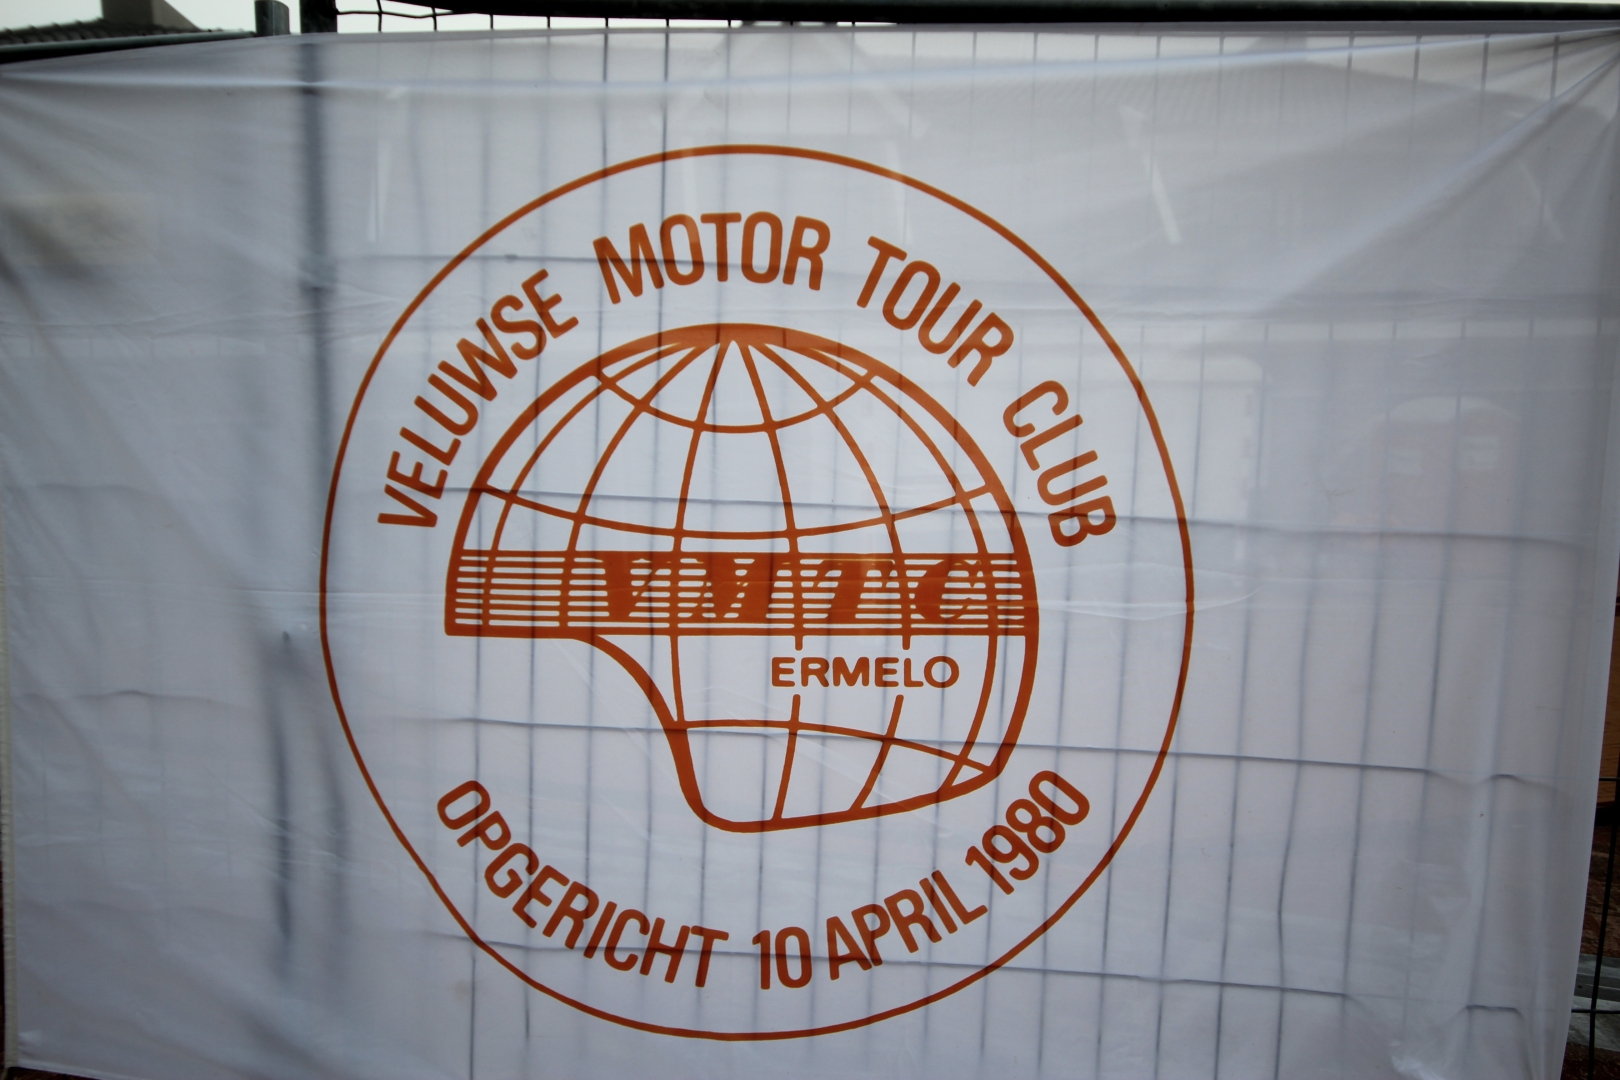 VELUWSE MOTOR TOUR CLUB
VMTC
ERMELO
OPGERICHT 10 APRIL 1980